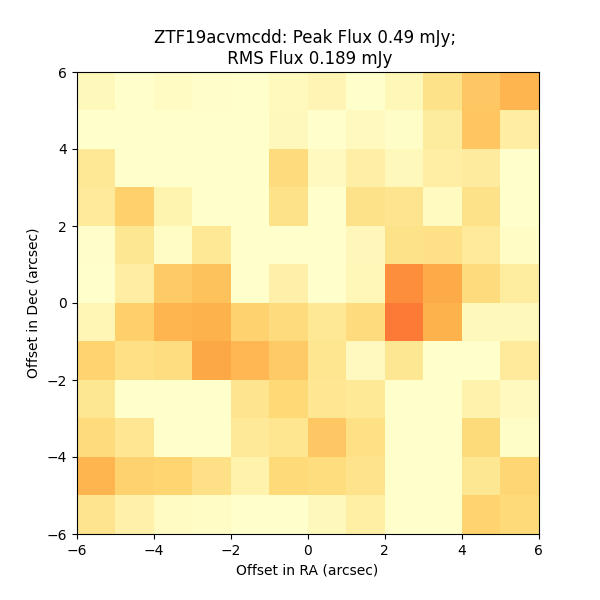 ZTF19acvmcdd: Peak Flux 0.49 mJy;
RMS Flux 0.189 mJy
6
4
2
0
−2
−4
−6
Offset in Dec (arcsec)
−6 −4 −2 0 2 4 6
Offset in RA (arcsec)